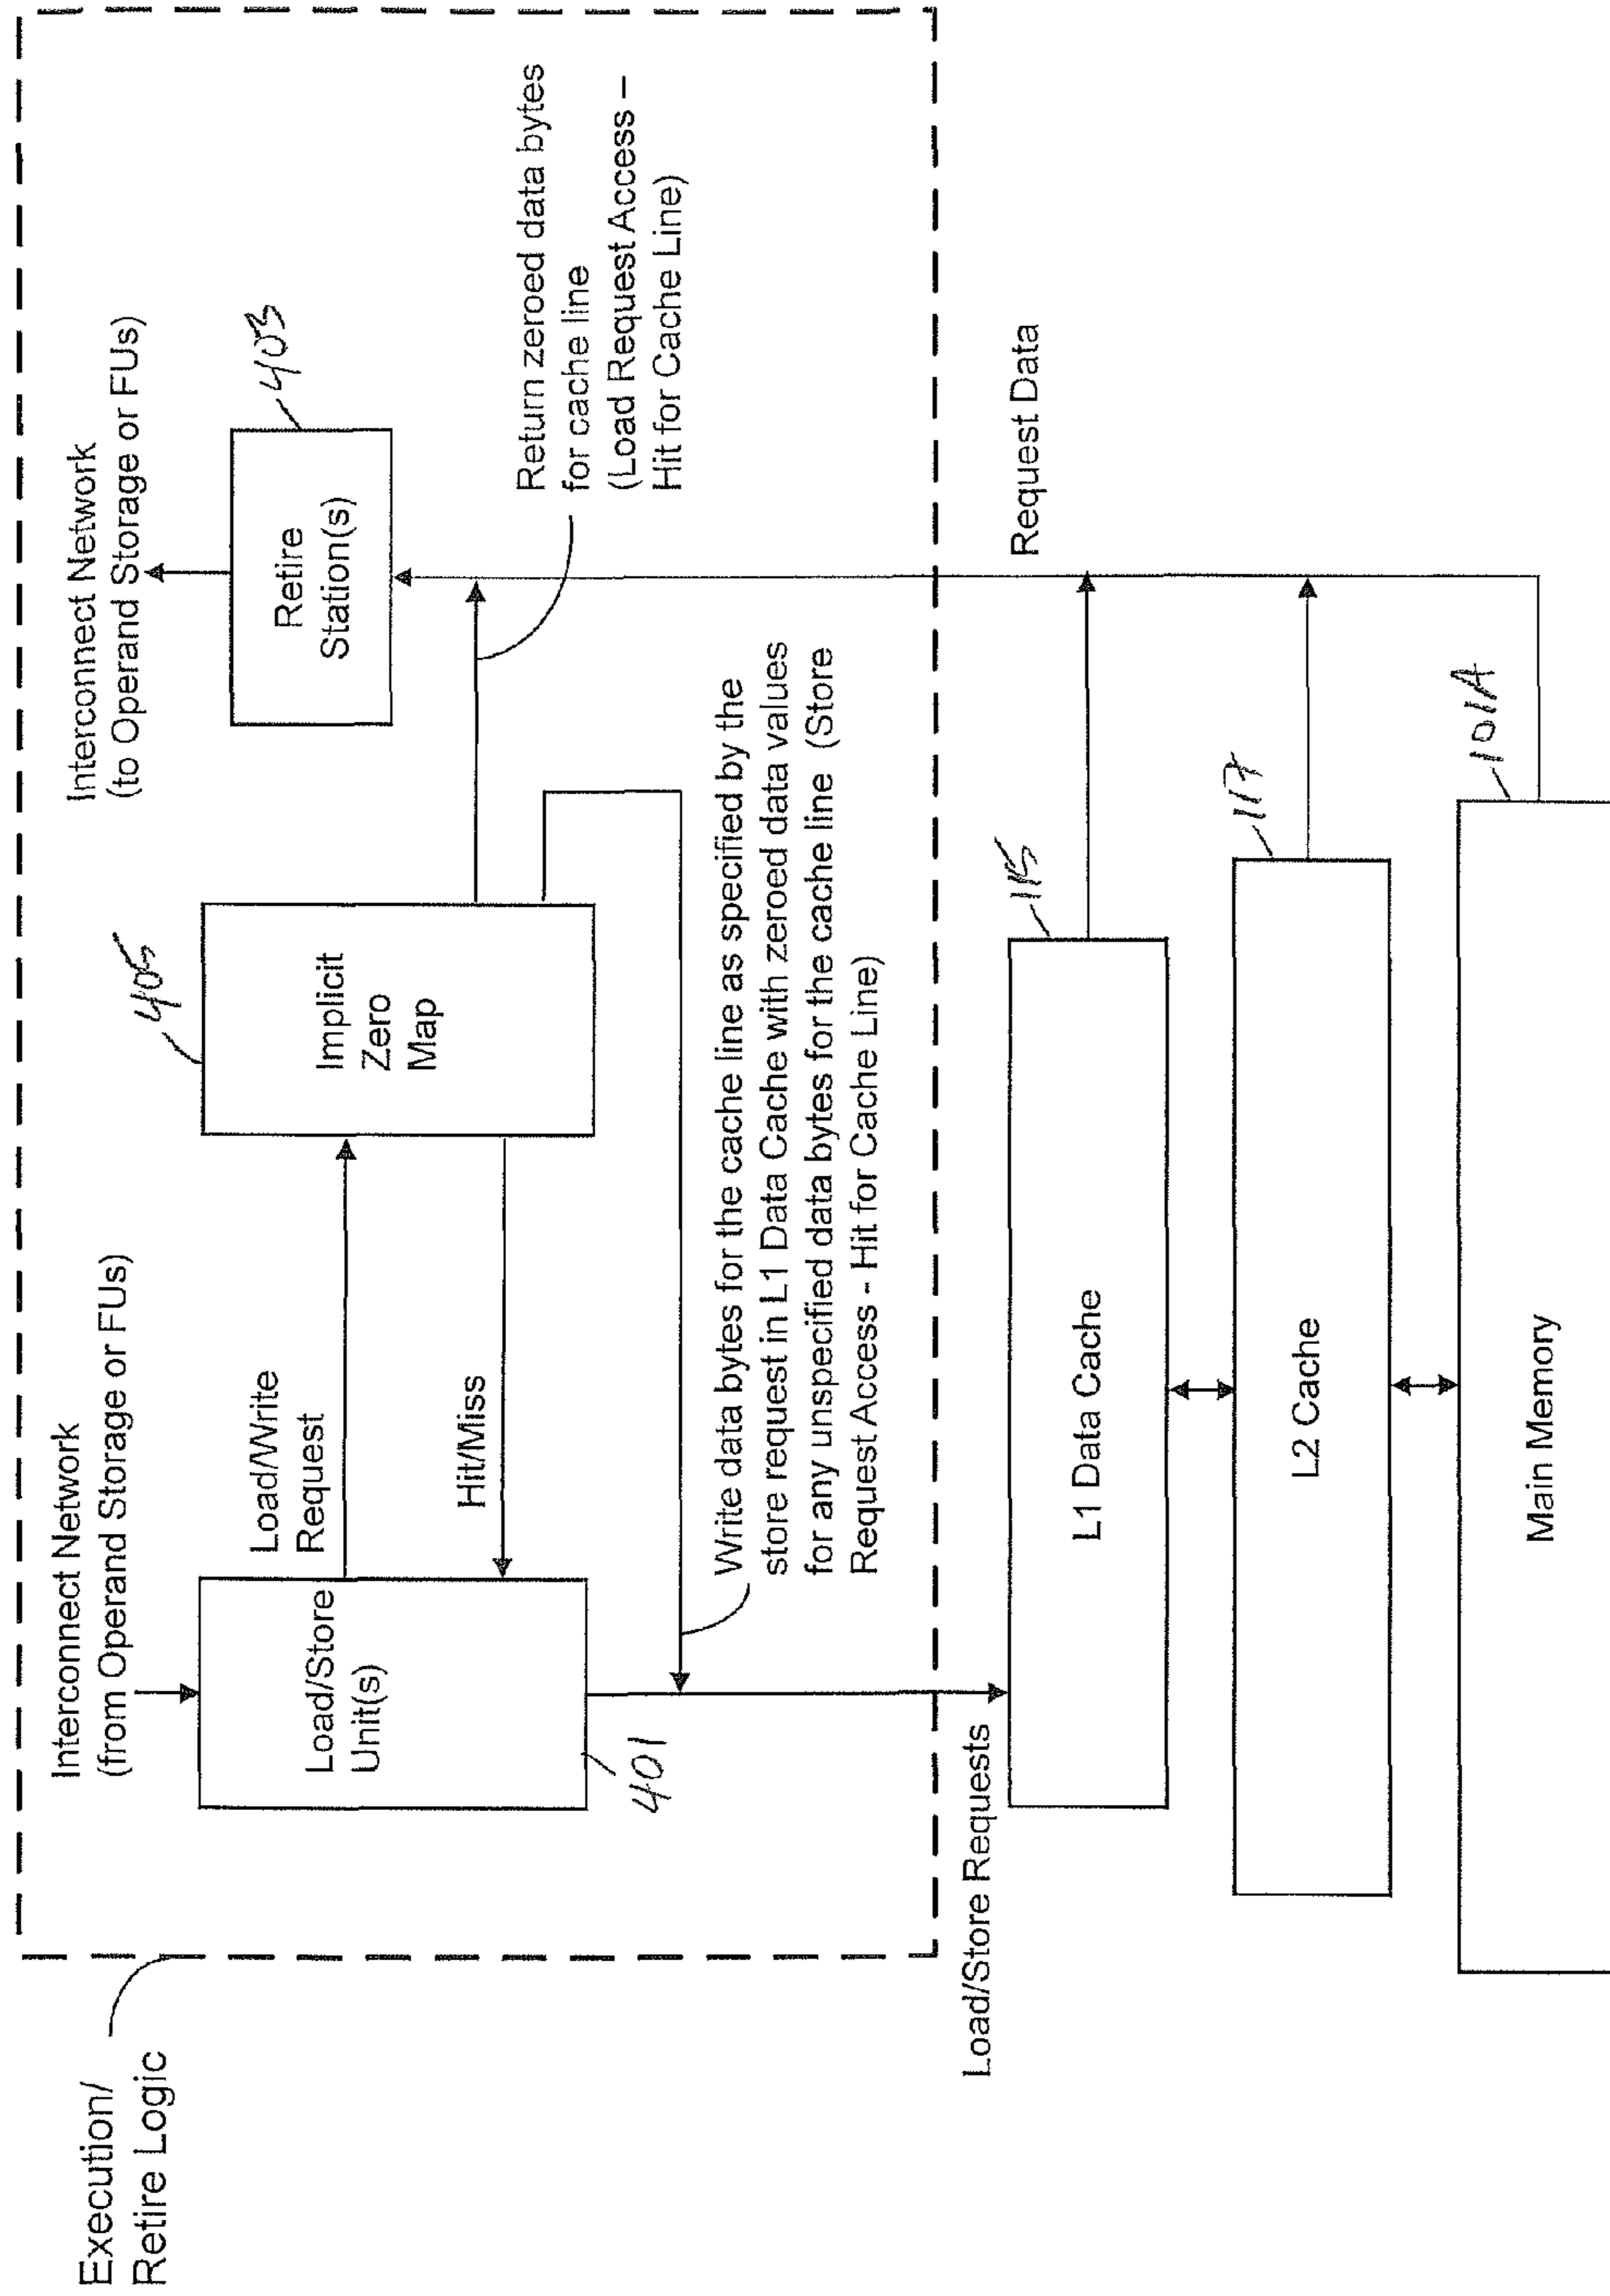 Execution/
Retire Logic
Interconnect Network
(from Operand Storage or FUs)
Interconnect Network
(to Operand Storage or FUs)
Load/Store
Unit(s)
401
Load/Write
Request
Hit/Miss
Implicit
Zero
Map
405
Retire
Station(s)
403
Return zeroed data bytes
for cache line
(Load Request Access –
Hit for Cache Line)
Write data bytes for the cache line as specified by the
store request in L1 Data Cache with zeroed data values
for any unspecified data bytes for the cache line (Store
Request Access - Hit for Cache Line)
Load/Store Requests
Request Data
L1 Data Cache
115
L2 Cache
117
Main Memory
101A